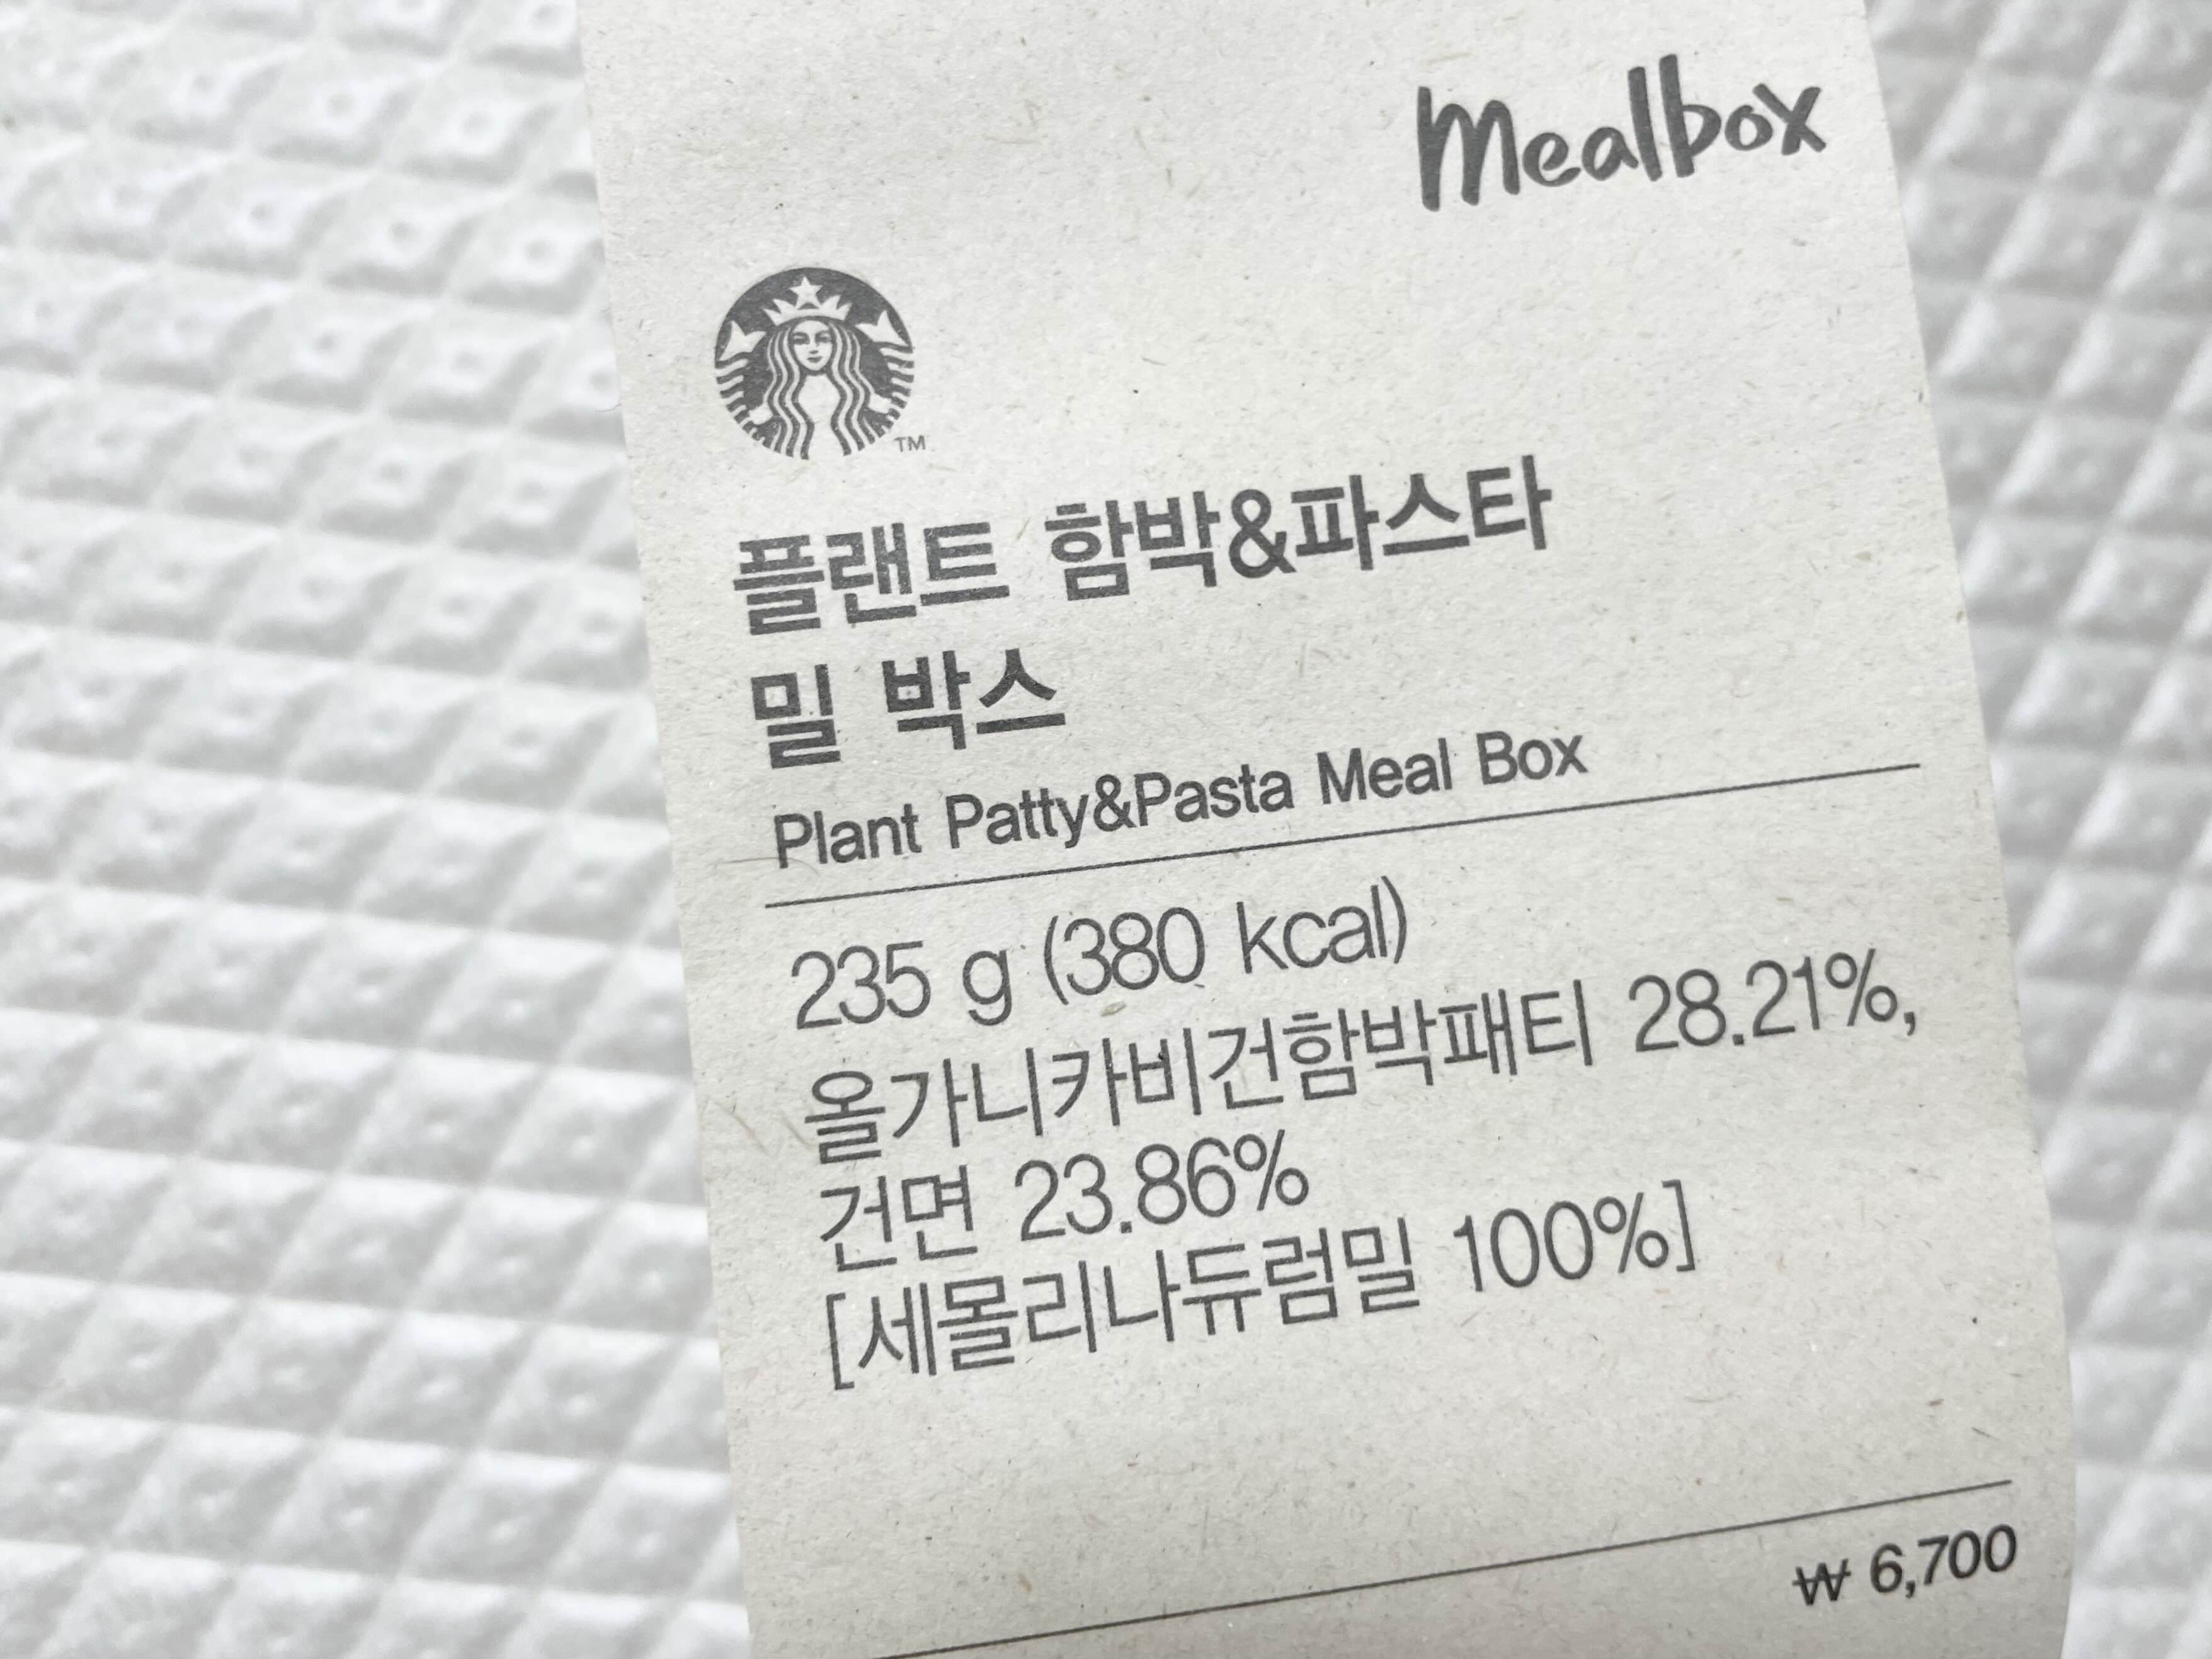 Mealbox
TM
플랜트 함박&파스타
밀 박스
Plant Patty&Pasta Meal Box
235 g (380 kcal)
올가니카비건함박패티 28.21%,
건면 23.86%
[세몰리나듀럼밀 100%]
₩ 6,700